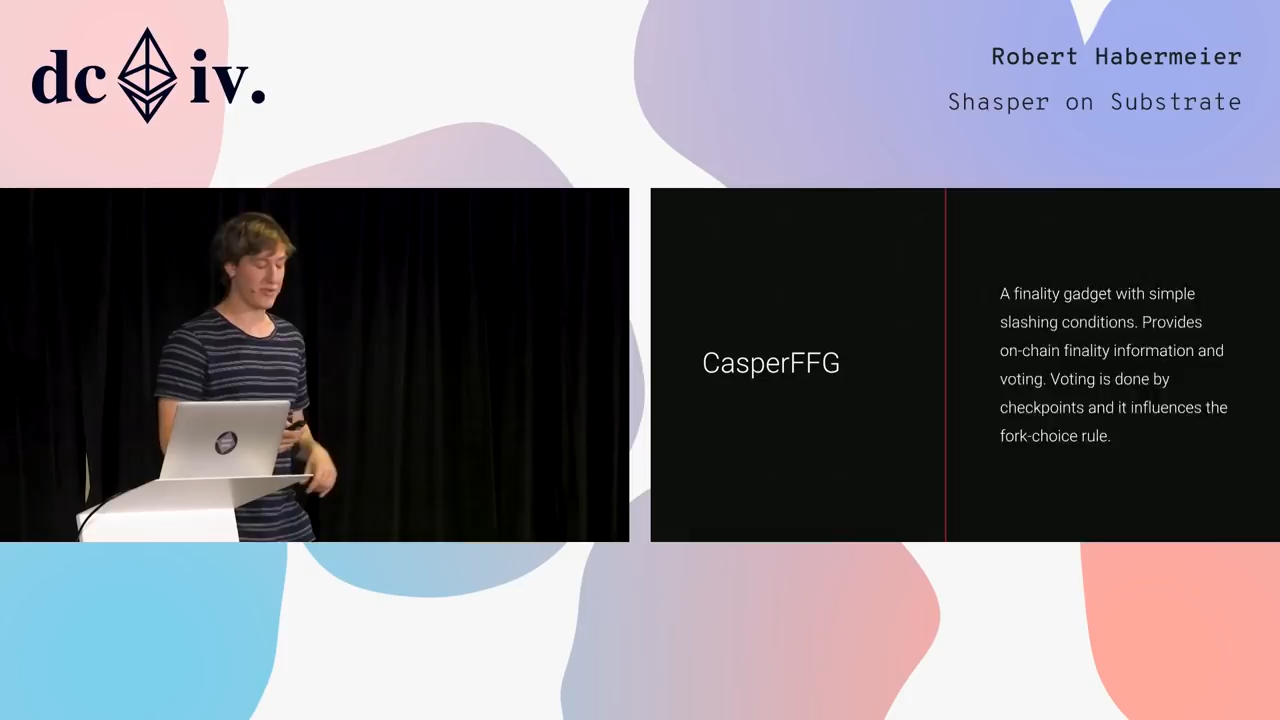 dc iv.
Robert Habermeier
Shasper on Substrate
CasperFFG
A finality gadget with simple
slashing conditions. Provides
on-chain finality information and
voting. Voting is done by
checkpoints and it influences the
fork-choice rule.